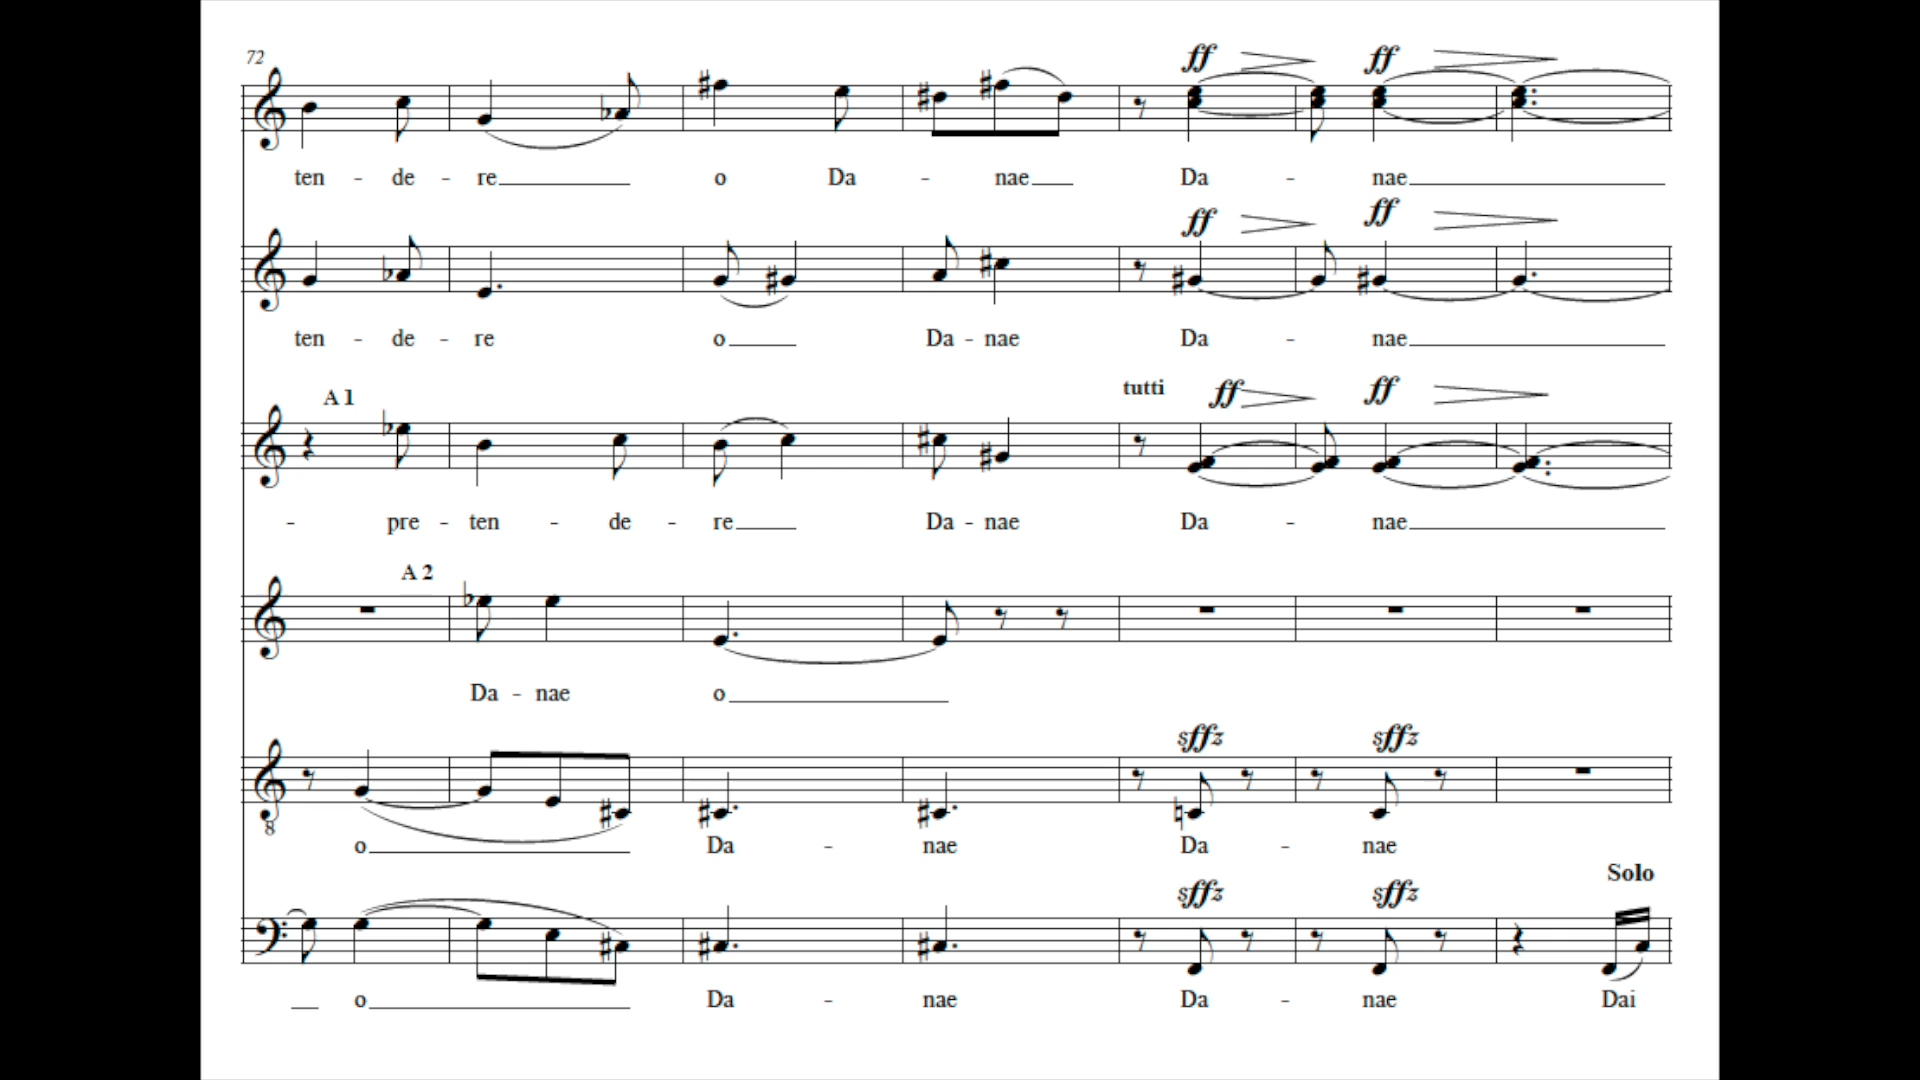 72
ff ff
ten - de - re o Da - nae Da - nae
ff ff
ten - de - re o Da - nae Da - nae
A 1 tutti ff ff
- pre - ten - de - re Da - nae Da - nae
A 2
Da - nae o
sffz sffz
8
o Da - nae Da - nae
Solo
sffz sffz
o Da - nae Da - nae Dai